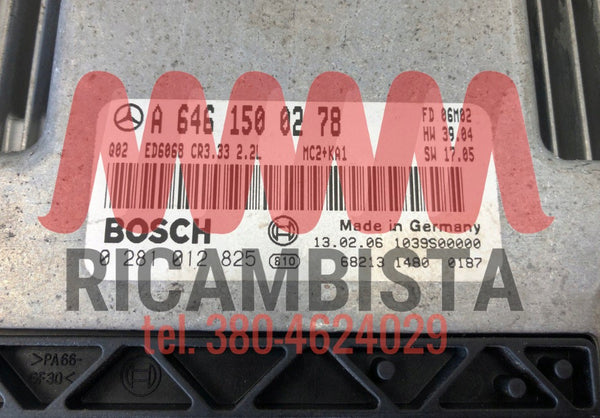 A 646 150 02 78
FD 06M02
HW 39.04
Q02 ED6068 CR3.33 2.2L MC2+KA1 SW 17.05
BOSCH
Made in Germany
13.02.06 1039S00000
0 281 012 825 810 68213 1480 0187
RICAMBISTA
tel. 380-4624029
>PA66-
GF30<